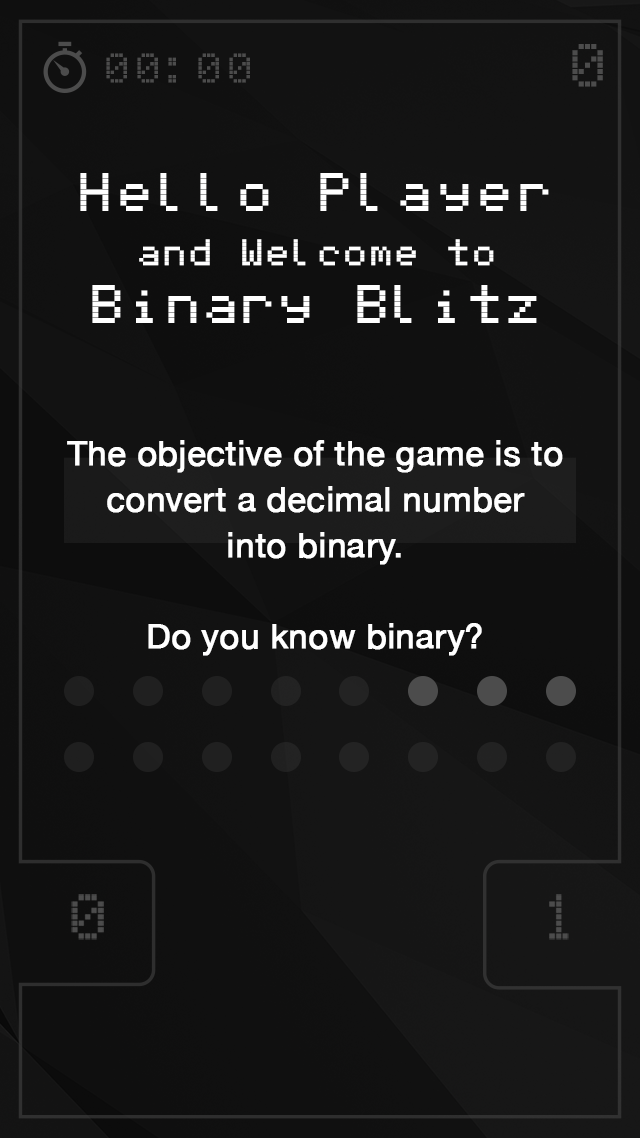 00:00
0
Hello Player
and Welcome to
Binary Blitz
The objective of the game is to
convert a decimal number
into binary.
Do you know binary?
0
1